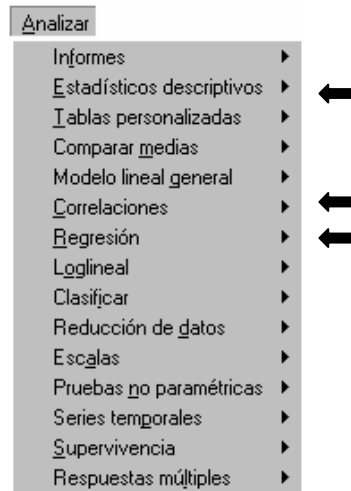 Analizar
Informes
Estadísticos descriptivos
Tablas personalizadas
Comparar medias
Modelo lineal general
Correlaciones
Regresión
Loglineal
Clasificar
Reducción de datos
Escalas
Pruebas no paramétricas
Series temporales
Supervivencia
Respuestas múltiples